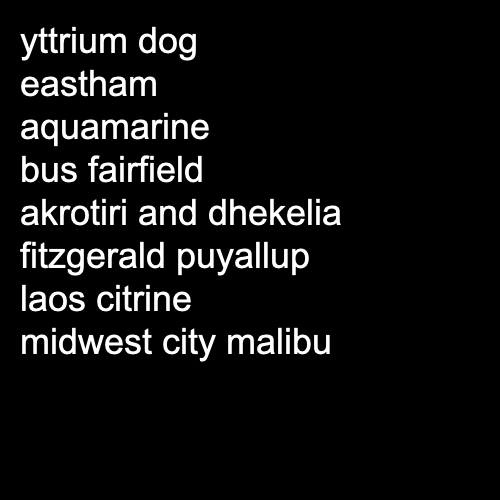 yttrium dog
eastham
aquamarine
bus fairfield
akrotiri and dhekelia
fitzgerald puyallup
laos citrine
midwest city malibu